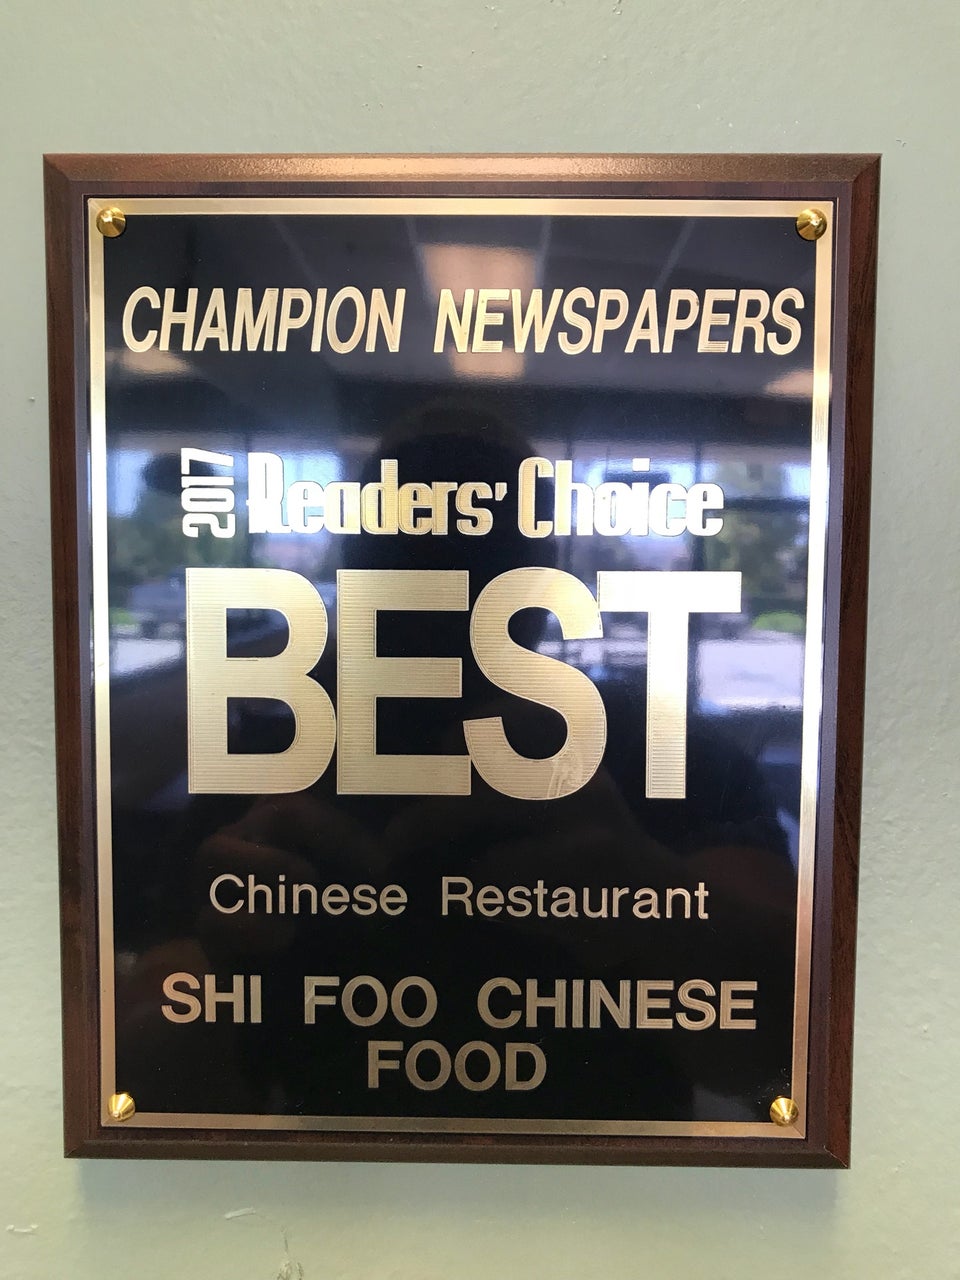 CHAMPION NEWSPAPERS
2017 Readers' Choice
BEST
Chinese Restaurant
SHI FOO CHINESE
FOOD